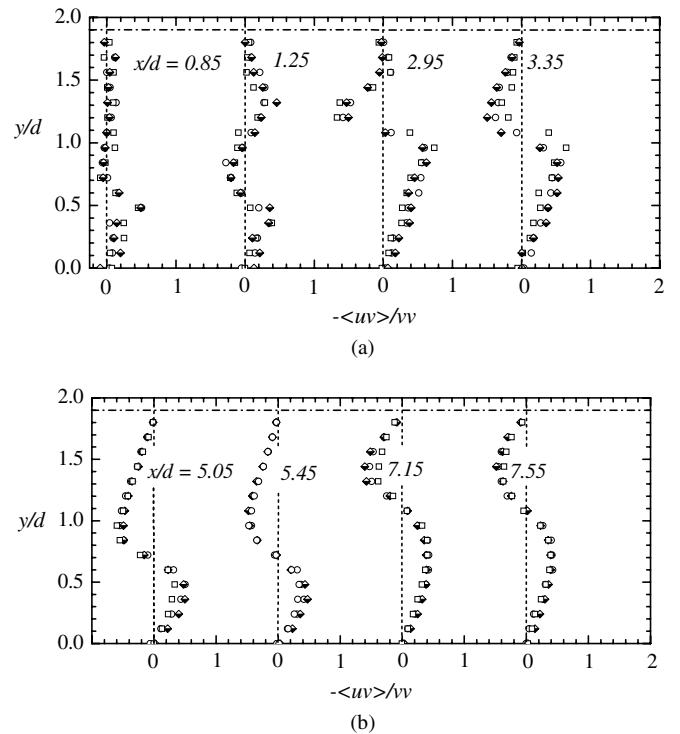 2.0
1.5
y/d
1.0
0.5
0.0
x/d = 0.85 1.25 2.95 3.35
0 1 0 1 0 1 0 1 2
-<uv>/vv
(a)
2.0
1.5
y/d
1.0
0.5
0.0
x/d = 5.05 5.45 7.15 7.55
0 1 0 1 0 1 0 1 2
-<uv>/vv
(b)